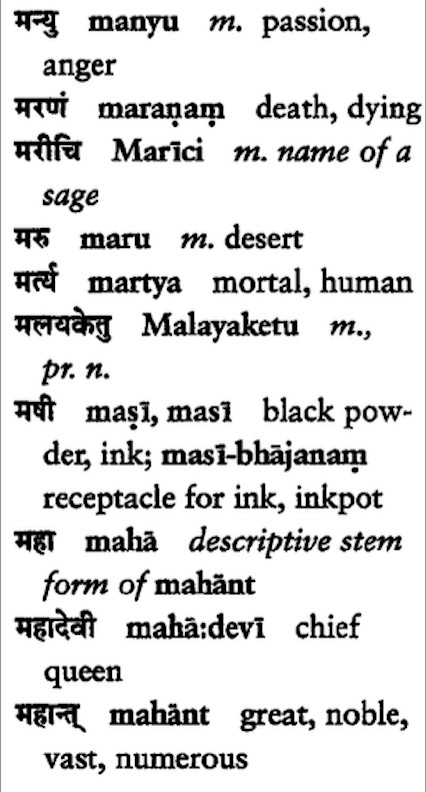 मन्यु manyu m. passion,
anger
मरणं maraṇaṃ death, dying
मरीचि Marīci m. name of a
sage
मरु maru m. desert
मर्त्य martya mortal, human
मलयकेतु Malayaketu m.,
pr. n.
मषी maṣī, masī black pow-
der, ink; masī-bhājanaṃ
receptacle for ink, inkpot
महा mahā descriptive stem
form of mahānt
महादेवी mahā:devī chief
queen
महान्त् mahānt great, noble,
vast, numerous